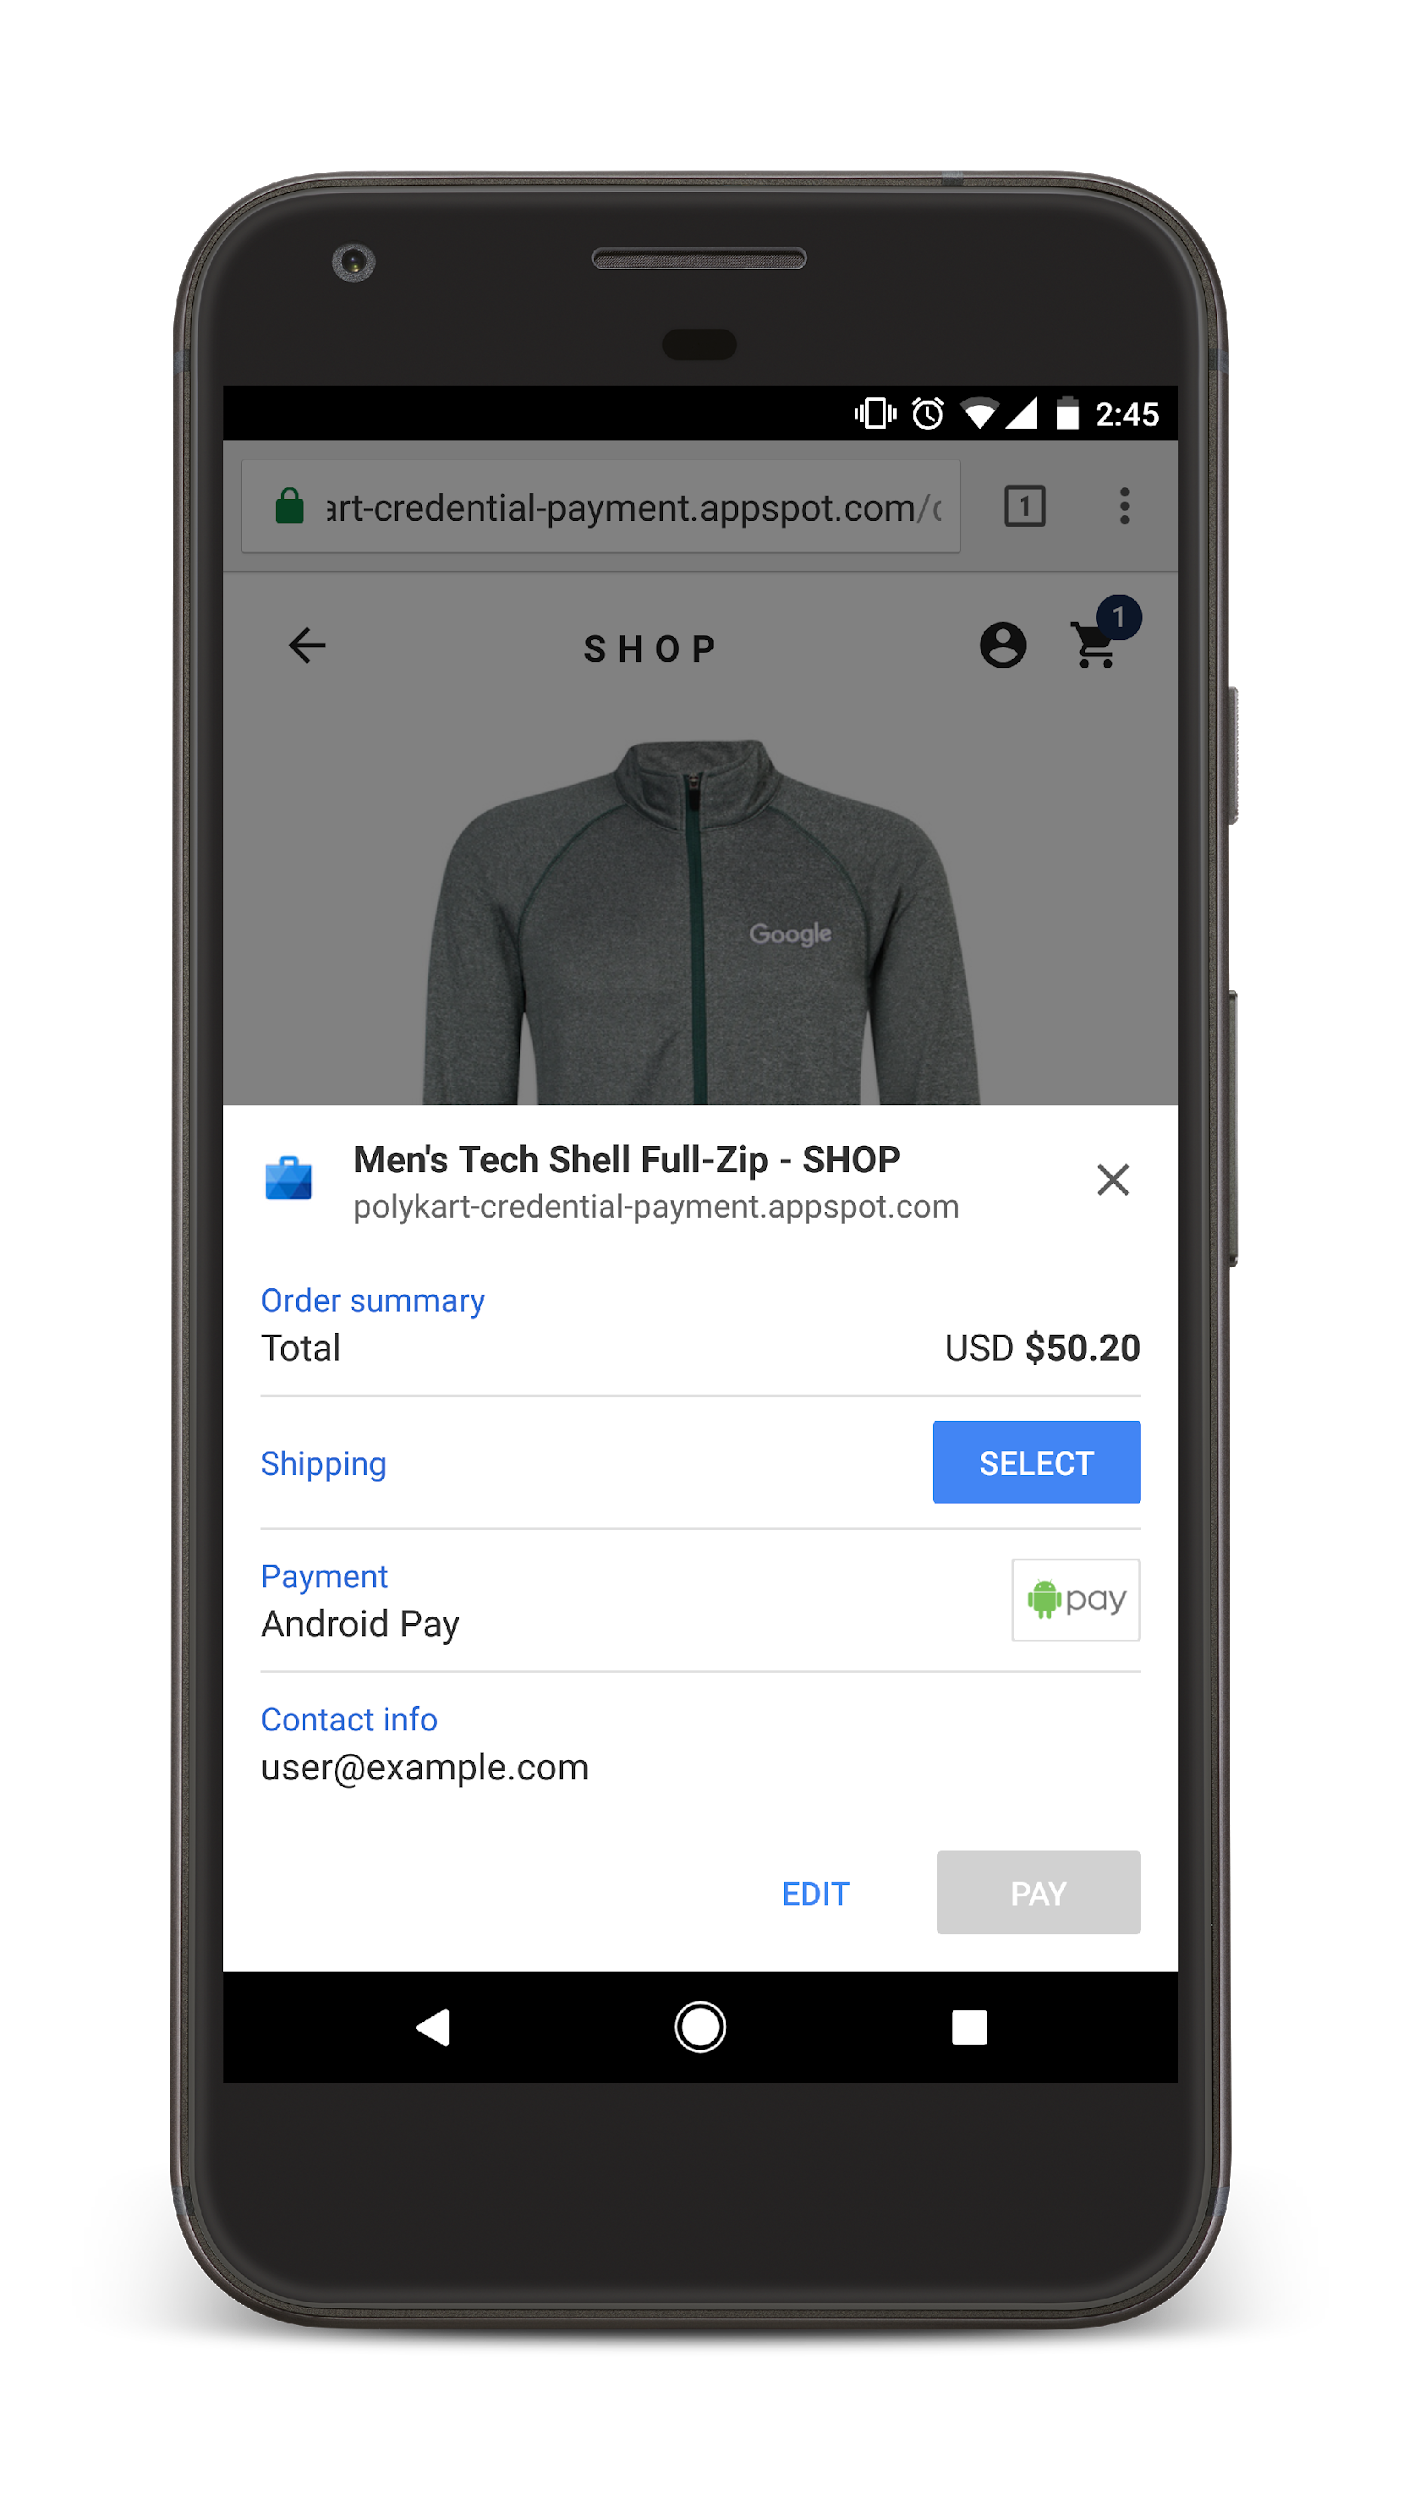 2:45
art-credential-payment.appspot.com/
1
SHOP
1
Google
Men's Tech Shell Full-Zip - SHOP
polykart-credential-payment.appspot.com
Order summary
Total USD $50.20
Shipping SELECT
Payment
pay
Android Pay
Contact info
user@example.com
EDIT PAY